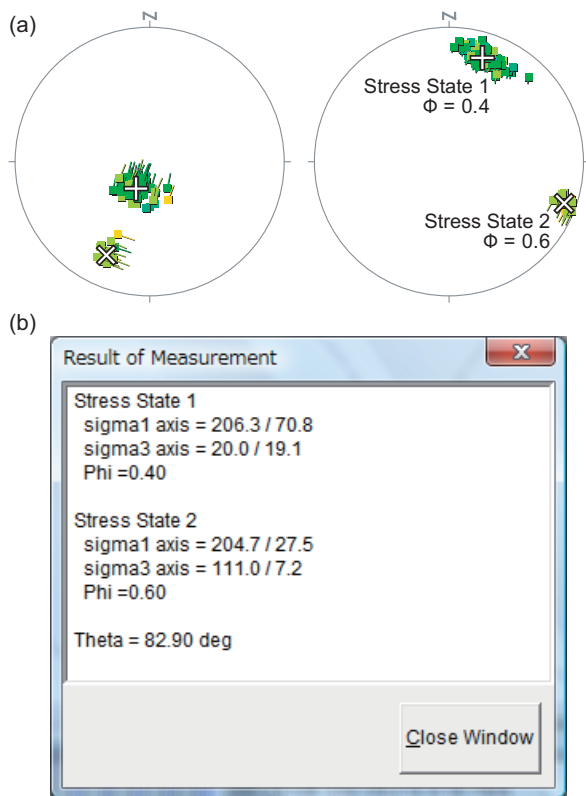 (a)
N
N
Stress State 1
Φ = 0.4
Stress State 2
Φ = 0.6
(b)
Result of Measurement
x
Stress State 1
sigma1 axis = 206.3 / 70.8
sigma3 axis = 20.0 / 19.1
Phi =0.40
Stress State 2
sigma1 axis = 204.7 / 27.5
sigma3 axis = 111.0 / 7.2
Phi =0.60
Theta = 82.90 deg
Close Window